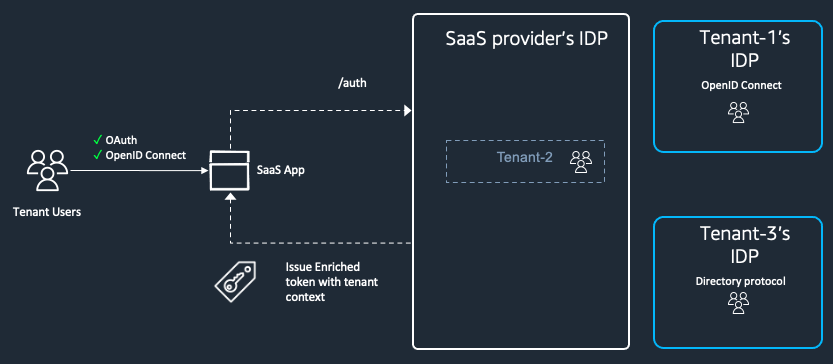 SaaS provider's IDP
Tenant-1's
IDP
OpenID Connect
/auth
✓ OAuth
✓ OpenID Connect
Tenant-2
SaaS App
Tenant Users
Tenant-3's
IDP
Directory protocol
Issue Enriched
token with tenant
context